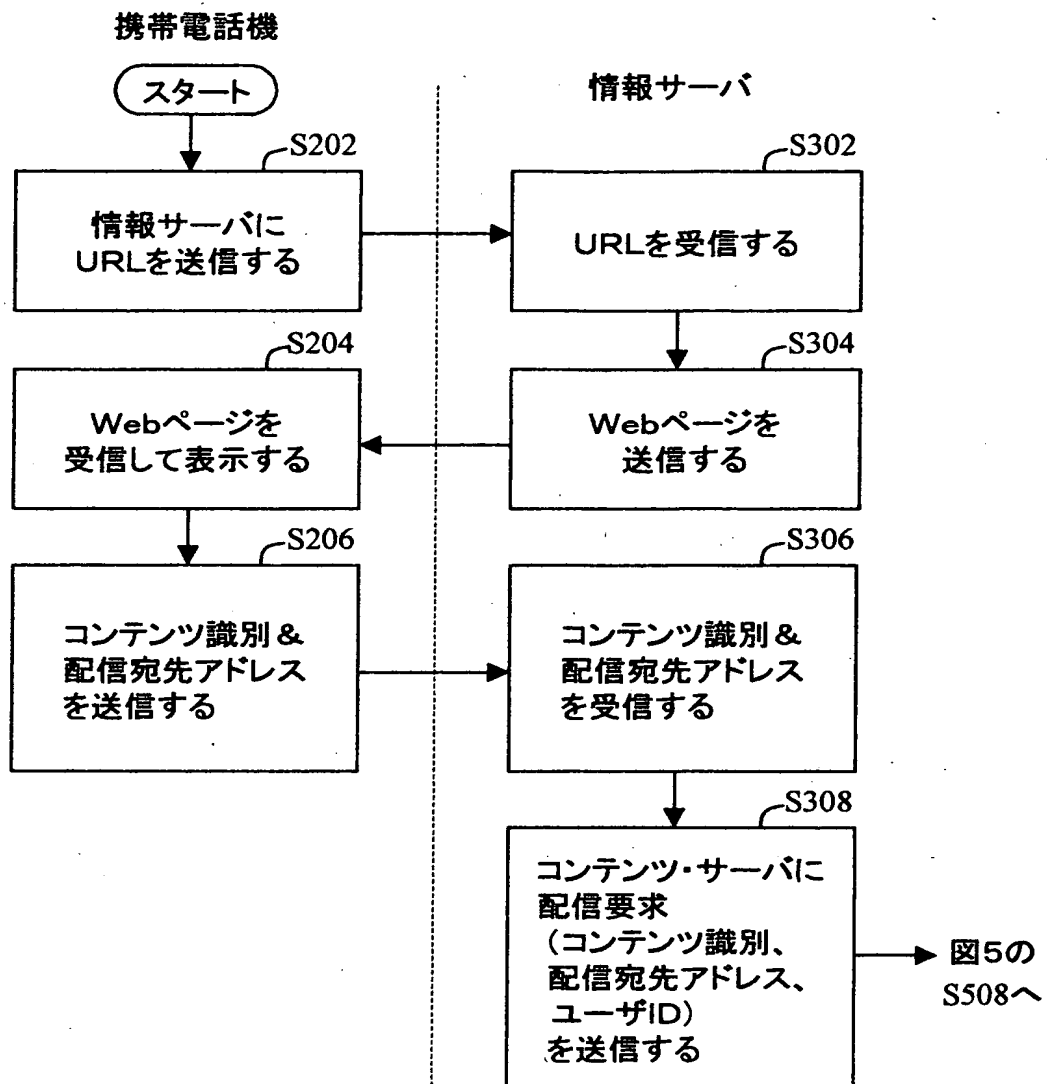 携帯電話機
スタート
情報サーバ
S202
情報サーバに
URLを送信する
S302
URLを受信する
S204
Webページを
受信して表示する
S304
Webページを
送信する
S206
コンテンツ識別&
配信宛先アドレス
を送信する
S306
コンテンツ識別&
配信宛先アドレス
を受信する
S308
コンテンツ・サーバに
配信要求
(コンテンツ識別、
配信宛先アドレス、
ユーザID)
を送信する
図5の
S508へ